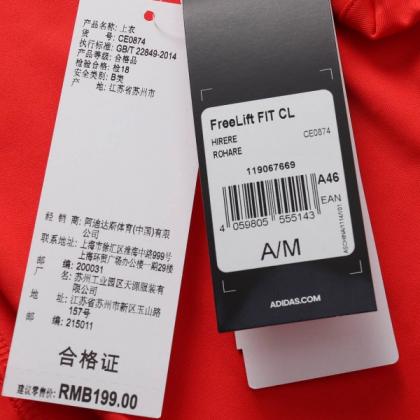 产品名称: 上衣
货 号: CE0874
执行标准: GB/T 22849-2014
产品等级: 合格品
检验合格: 检18
安全类别: B类
产 地: 江苏省苏州市
经 销 商: 阿迪达斯体育(中国)有限
公司
地 址: 上海市徐汇区淮海中路999号
上海环贸广场办公楼一期29层
邮 编: 200031
厂 名: 苏州工业园区天源服装有
限公司
地 址: 江苏省苏州市新区玉山路
157号
邮 编: 215011
合格证
建议零售价: RMB199.00
FreeLift FIT CL
HIRERE
ROHARE
CE0874
119067669
A46
EAN
4 059805 555143
A/M
ADIDAS.COM